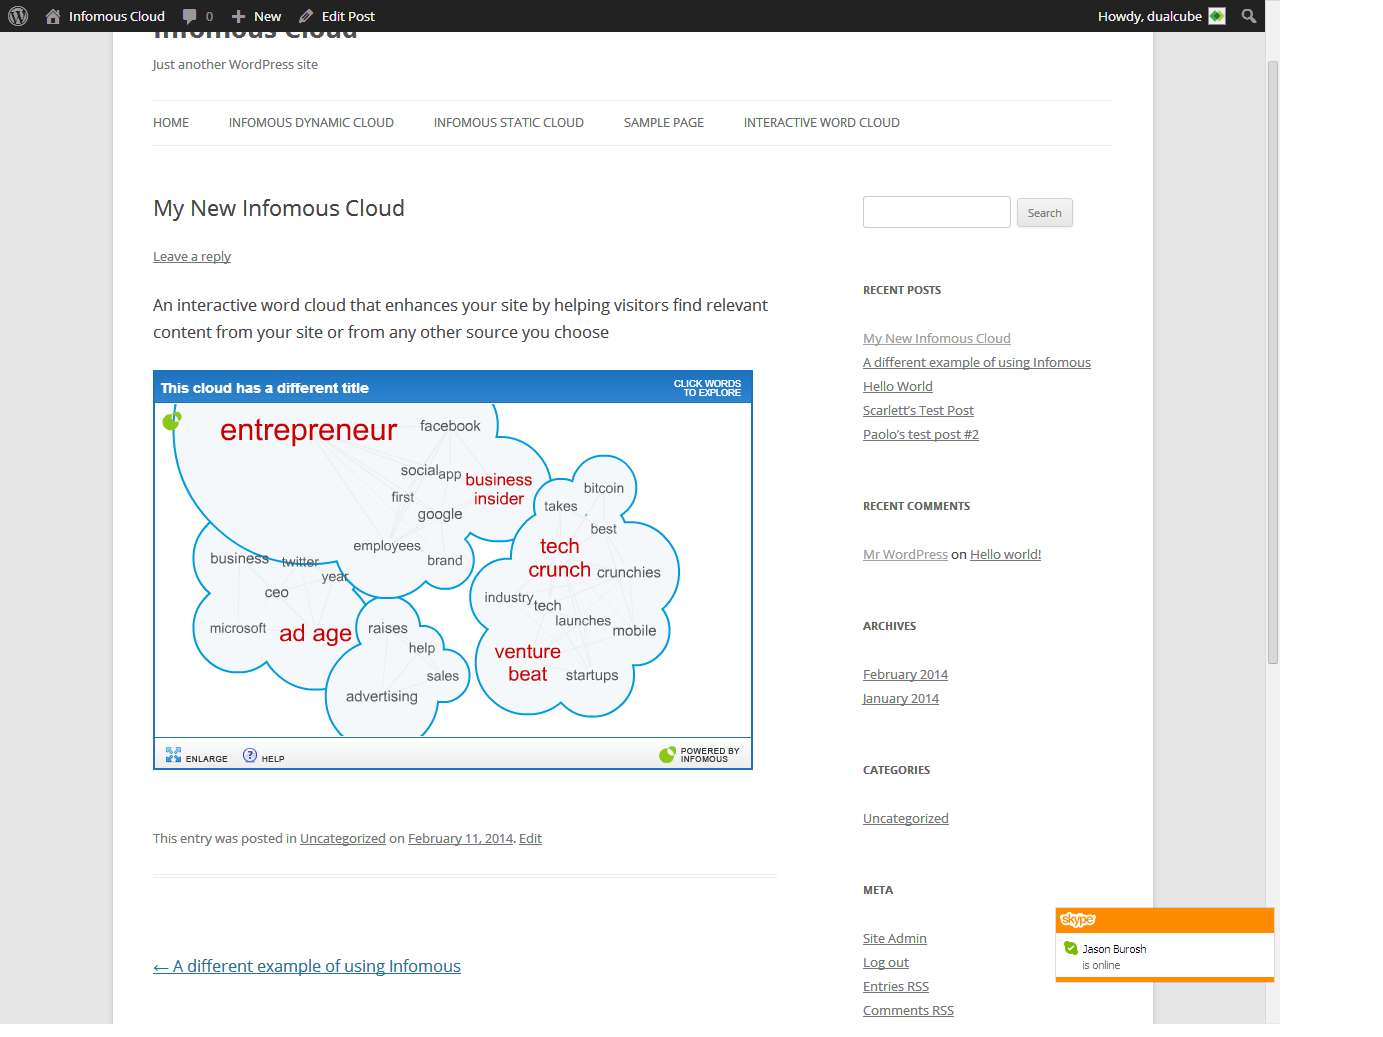 Infomous Cloud
0
New
Edit Post
Howdy, dualcube
Infomous Cloud
Just another WordPress site
HOME
INFOMOUS DYNAMIC CLOUD
INFOMOUS STATIC CLOUD
SAMPLE PAGE
INTERACTIVE WORD CLOUD
My New Infomous Cloud
Leave a reply
An interactive word cloud that enhances your site by helping visitors find relevant
content from your site or from any other source you choose
This cloud has a different title
CLICK WORDS
TO EXPLORE
entrepreneur
facebook
social
app
business
insider
first
google
employees
brand
bitcoin
takes
best
tech
crunch
crunchies
industry
tech
launches
mobile
venture
beat
startups
business
twitter
year
ceo
microsoft
ad age
raises
help
sales
advertising
ENLARGE
HELP
POWERED BY
INFOMOUS
This entry was posted in Uncategorized on February 11, 2014. Edit
← A different example of using Infomous
Search
RECENT POSTS
My New Infomous Cloud
A different example of using Infomous
Hello World
Scarlett's Test Post
Paolo's test post #2
RECENT COMMENTS
Mr WordPress on Hello world!
ARCHIVES
February 2014
January 2014
CATEGORIES
Uncategorized
META
Site Admin
Log out
Entries RSS
Comments RSS
skype
Jason Burosh
is online